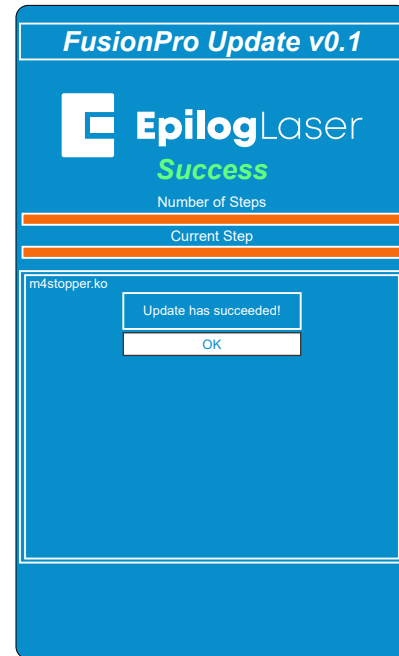 FusionPro Update v0.1
EpilogLaser
Success
Number of Steps
Current Step
m4stopper.ko
Update has succeeded!
OK